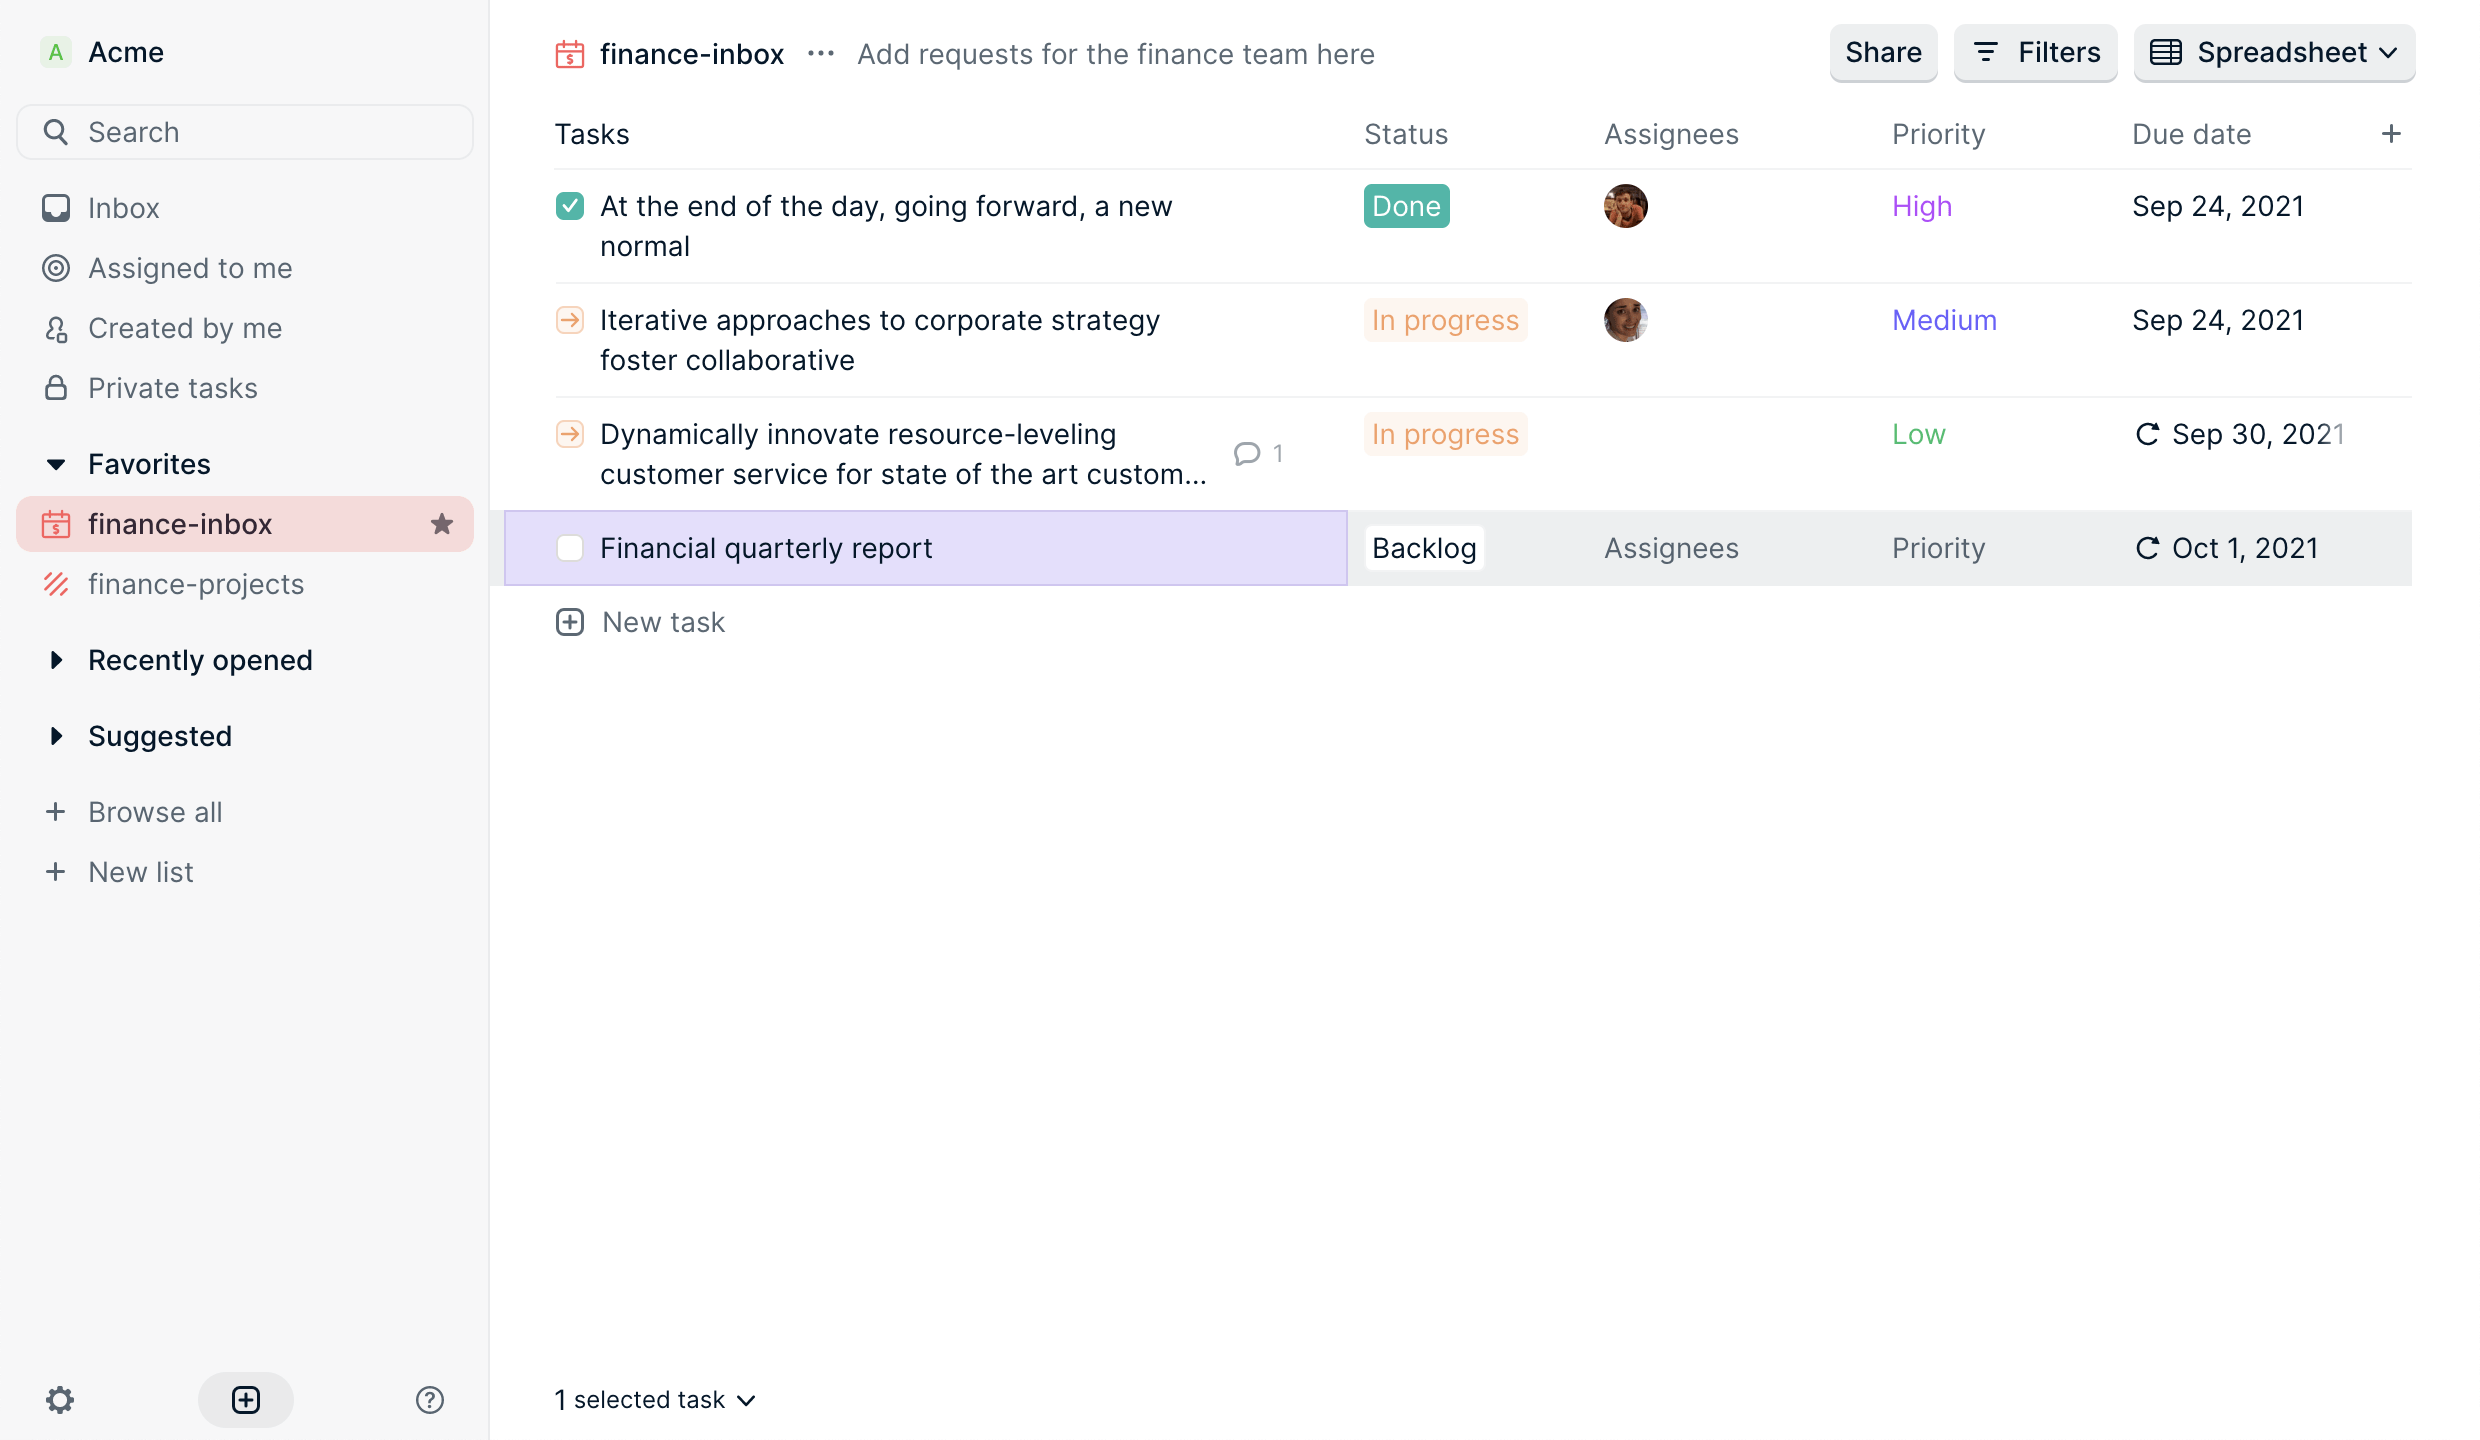 A Acme
Search
Inbox
Assigned to me
Created by me
Private tasks
Favorites
finance-inbox
finance-projects
Recently opened
Suggested
Browse all
New list
finance-inbox ··· Add requests for the finance team here
Share Filters Spreadsheet
Tasks Status Assignees Priority Due date +
At the end of the day, going forward, a new Done High Sep 24, 2021
normal
Iterative approaches to corporate strategy In progress Medium Sep 24, 2021
foster collaborative
Dynamically innovate resource-leveling In progress Low Sep 30, 2021
customer service for state of the art custom... 1
Financial quarterly report Backlog Assignees Priority Oct 1, 2021
New task
1 selected task